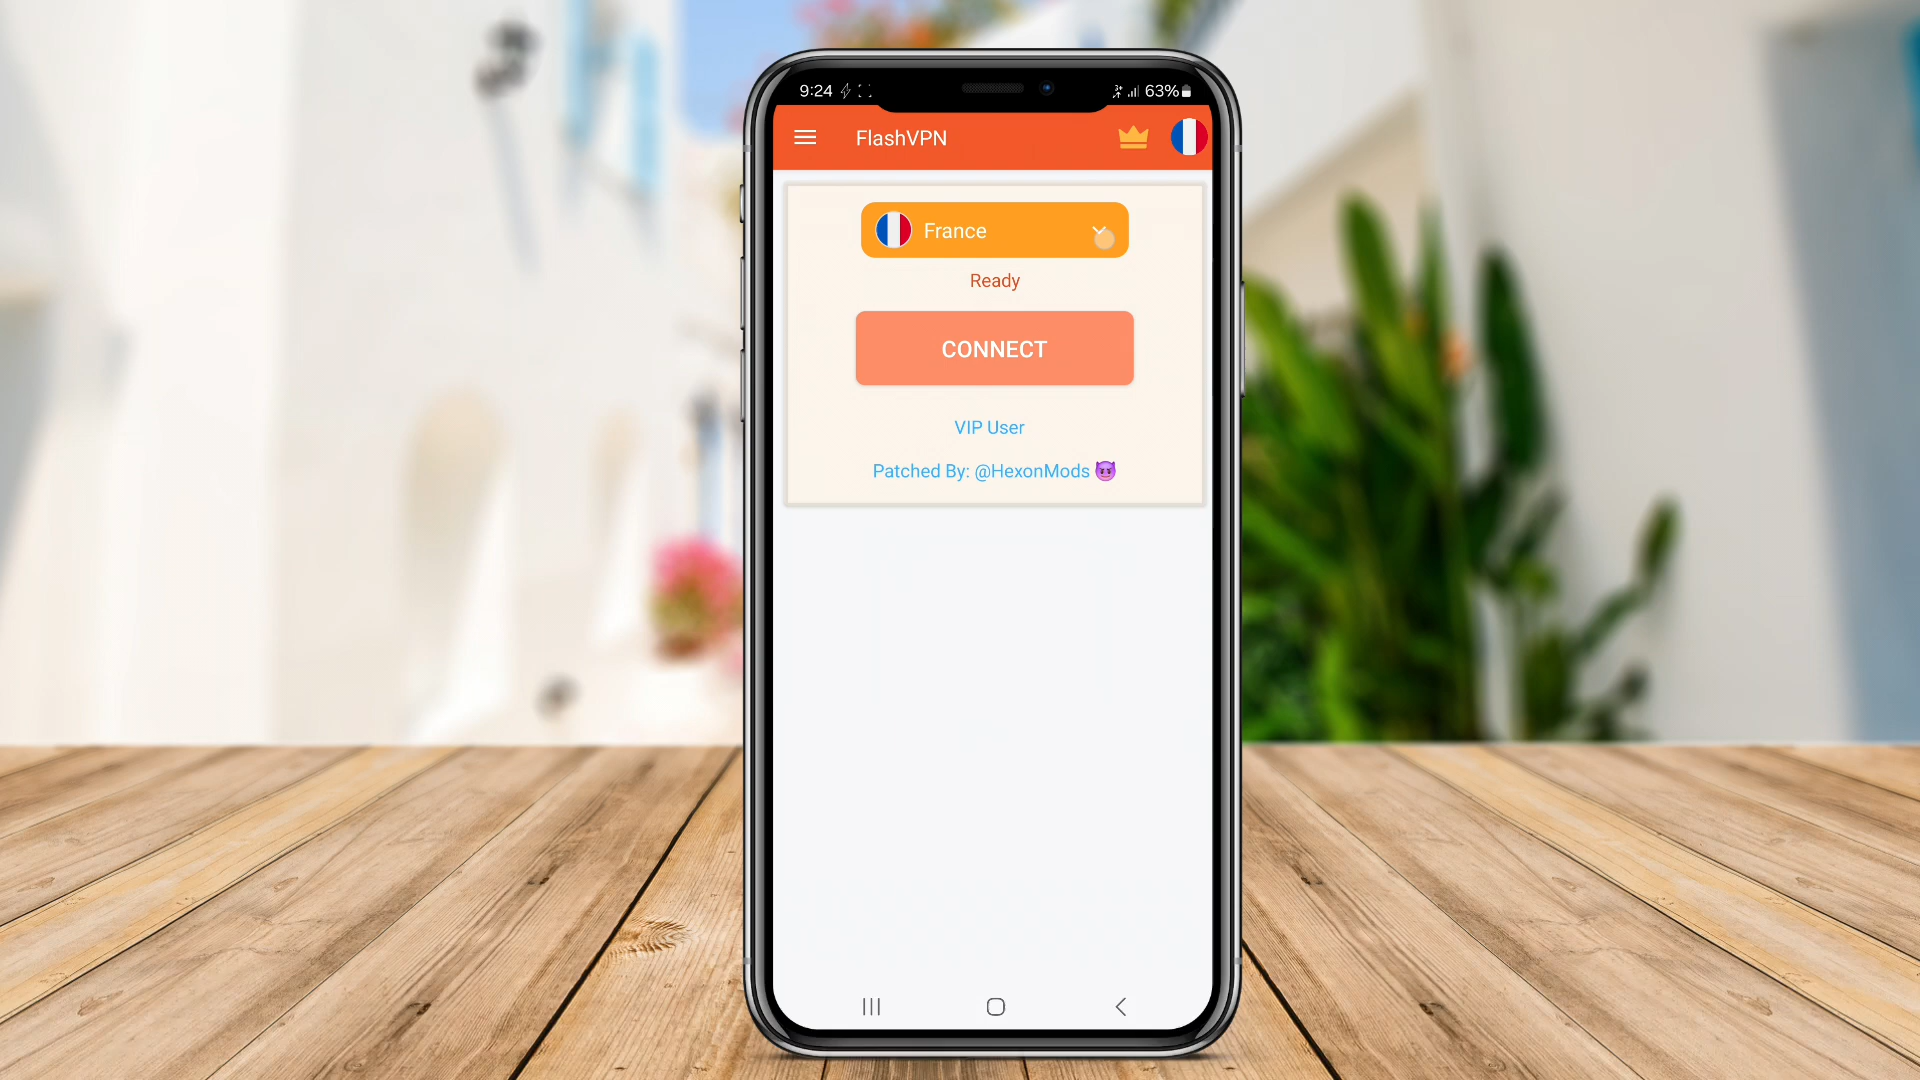 9:24
63%
FlashVPN
France
Ready
CONNECT
VIP User
Patched By: @HexonMods 😈